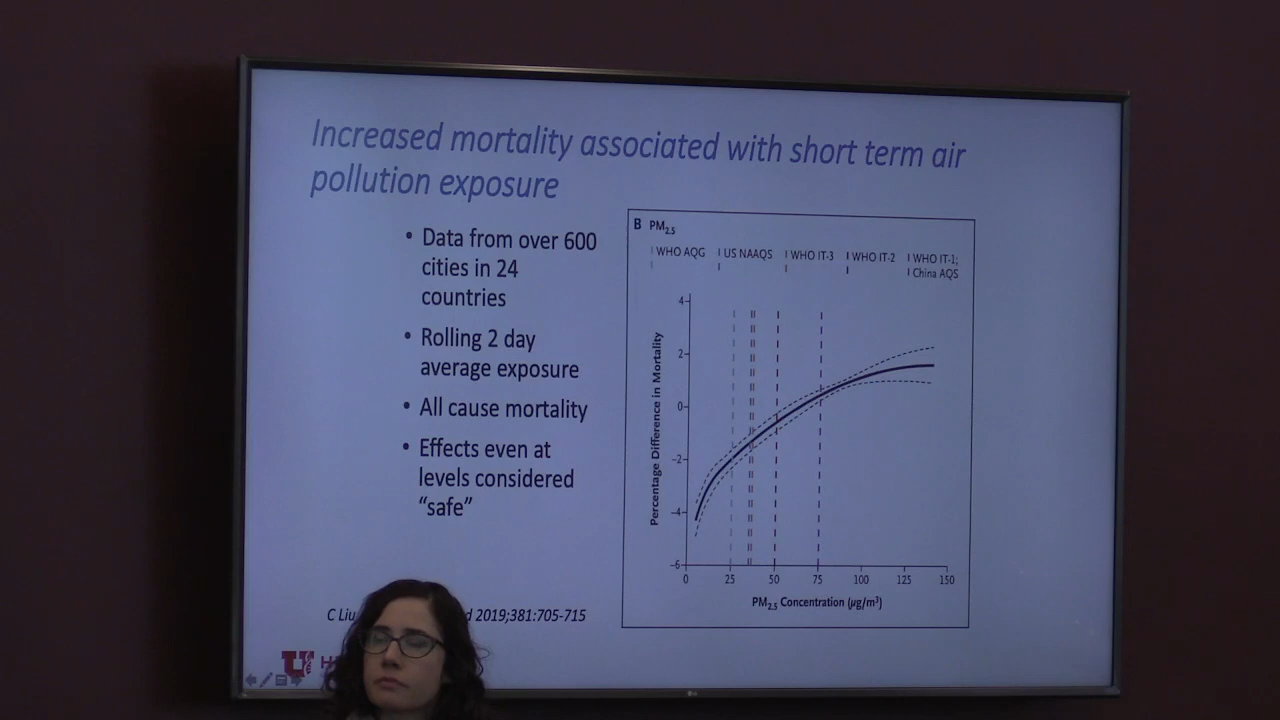 Increased mortality associated with short term air
pollution exposure
• Data from over 600
cities in 24
countries
• Rolling 2 day
average exposure
• All cause mortality
• Effects even at
levels considered
“safe”
C Liu
d 2019;381:705-715
U
H
B PM2.5
WHO AQG
US NAAQS
WHO IT-3
WHO IT-2
WHO IT-1;
China AQS
Percentage Difference in Mortality
4
2
0
-2
-4
-6
0 25 50 75 100 125 150
PM2.5 Concentration (μg/m³)
LG